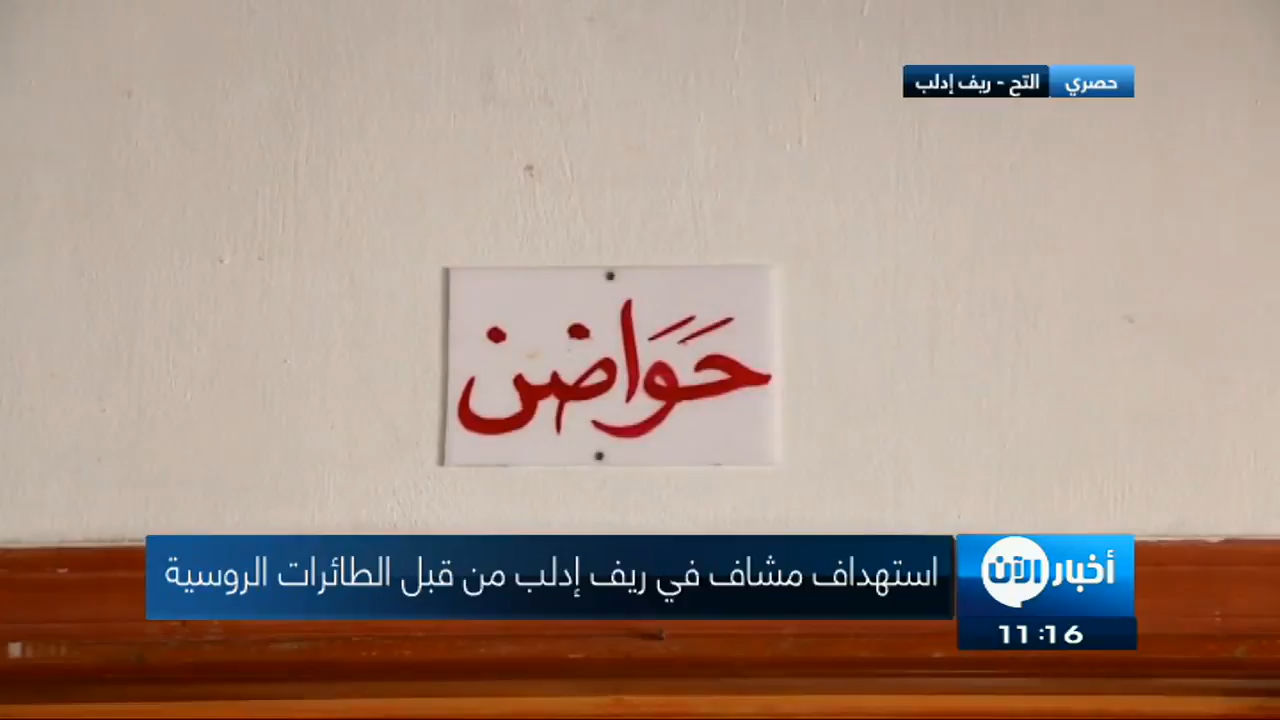 حصري
التح - ريف إدلب
حَوَاضن
استهداف مشاف في ريف إدلب من قبل الطائرات الروسية
أخبار الآن
11:16